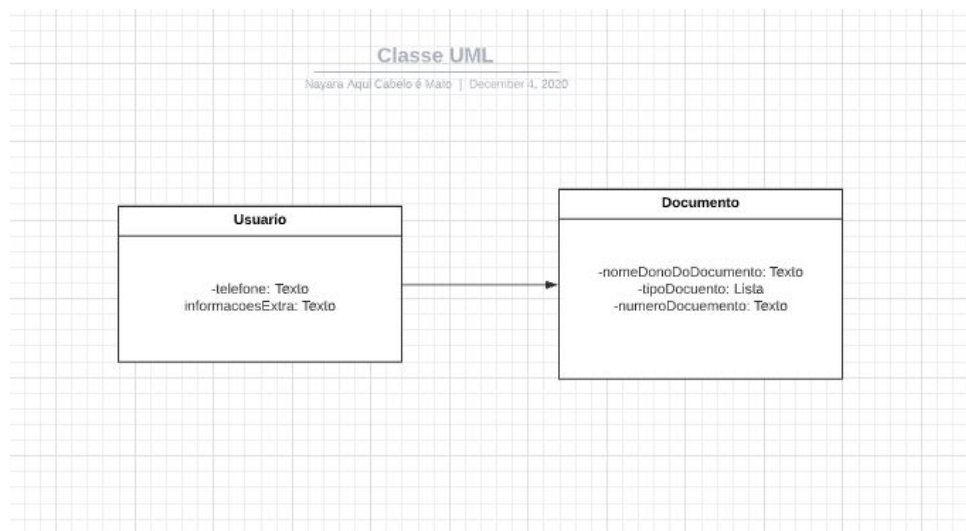 Classe UML
Nayara Aqui Cabelo é Mato | December 4, 2020
Usuario
-telefone: Texto
informacoesExtra: Texto
Documento
-nomeDonoDoDocumento: Texto
-tipoDocuento: Lista
-numeroDocuemento: Texto